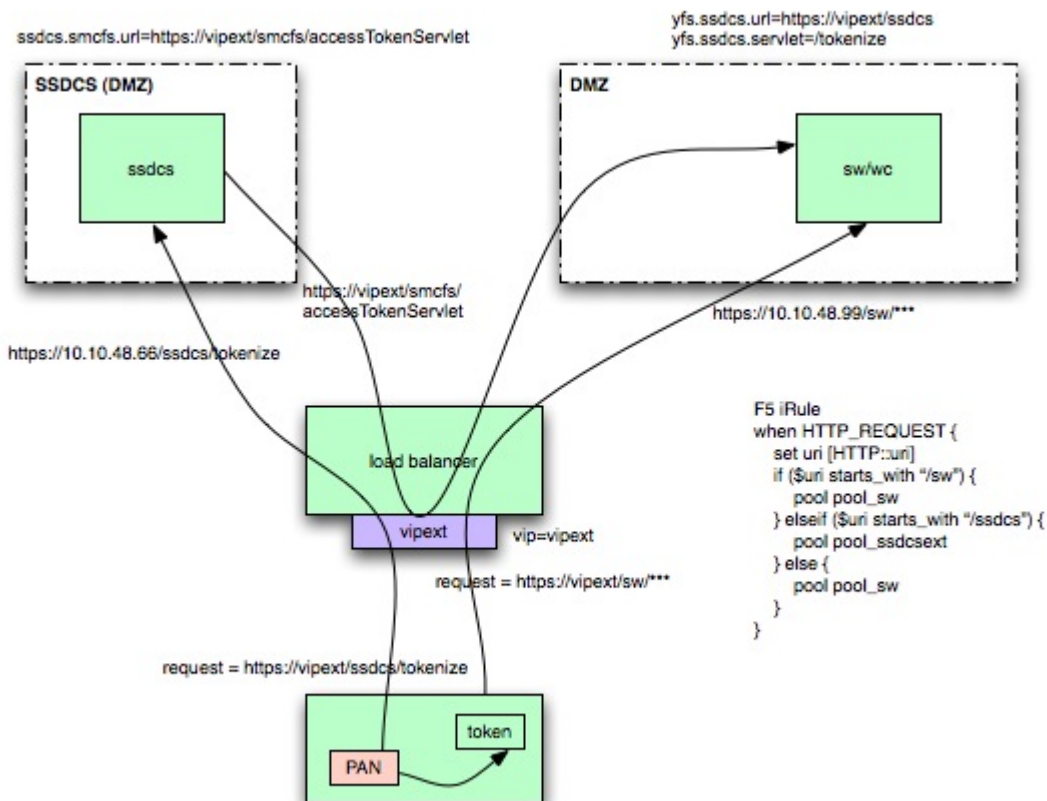 ssdcs.smcfs.url=https://vipext/smcfs/accessTokenServlet
yfs.ssdcs.url=https://vipext/ssdcs
yfs.ssdcs.servlet=/tokenize
SSDCS (DMZ)
ssdcs
DMZ
sw/wc
https://vipext/smcfs/
accessTokenServlet
https://10.10.48.99/sw/***
https://10.10.48.66/ssdcs/tokenize
load balancer
vipext
vip=vipext
F5 iRule
when HTTP_REQUEST {
set uri [HTTP::uri]
if ($uri starts_with “/sw”) {
pool pool_sw
} elseif ($uri starts_with “/ssdcs”) {
pool pool_ssdcsext
} else {
pool pool_sw
}
}
request = https://vipext/sw/***
request = https://vipext/ssdcs/tokenize
token
PAN